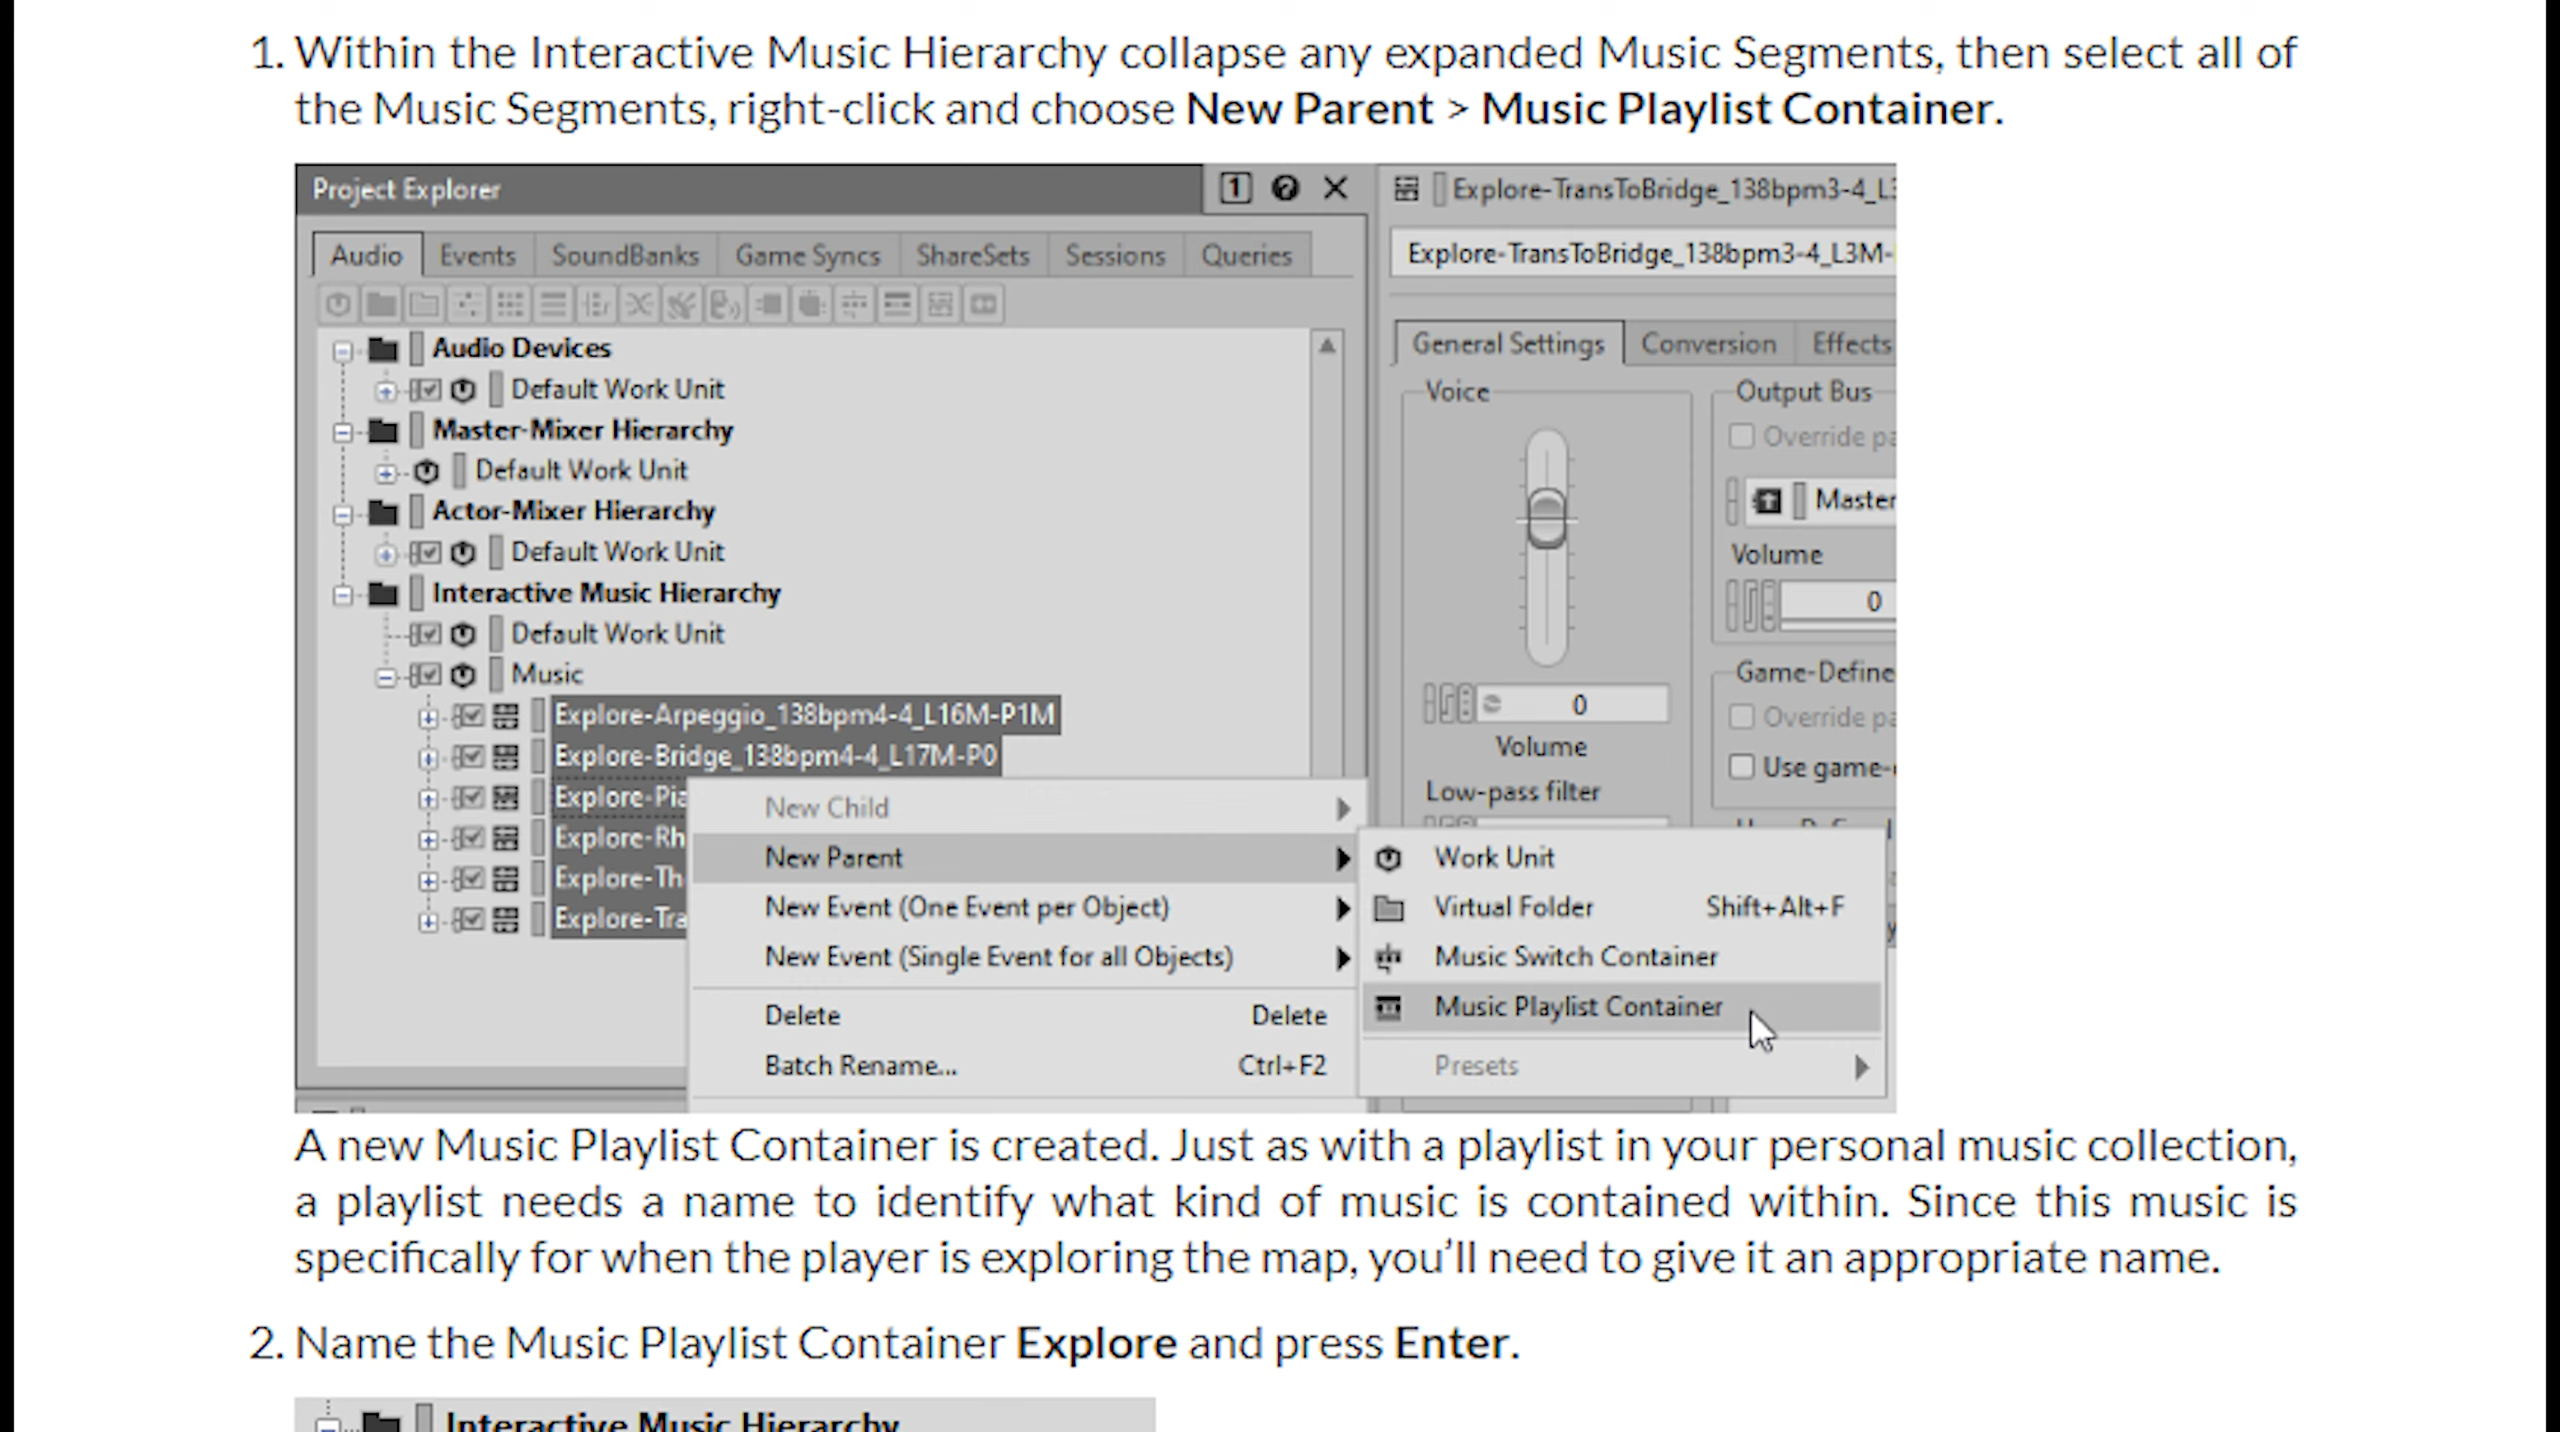 1. Within the Interactive Music Hierarchy collapse any expanded Music Segments, then select all of
the Music Segments, right-click and choose New Parent > Music Playlist Container.
Project Explorer
Explore-TransToBridge_138bpm3-4_L3
Audio Events SoundBanks Game Syncs ShareSets Sessions Queries
Explore-TransToBridge_138bpm3-4_L3M-
General Settings Conversion Effects
Audio Devices
Default Work Unit
Master-Mixer Hierarchy
Default Work Unit
Actor-Mixer Hierarchy
Default Work Unit
Interactive Music Hierarchy
Default Work Unit
Music
Explore-Arpeggio_138bpm4-4_L16M-P1M
Explore-Bridge_138bpm4-4_L17M-P0
Explore-Pia
Explore-Rh
Explore-Th
Explore-Tra
Voice
0
Volume
Low-pass filter
Output Bus
Override pa
Master
Volume
0
Game-Define
Override pa
Use game-
New Child
New Parent
New Event (One Event per Object)
New Event (Single Event for all Objects)
Delete Delete
Batch Rename... Ctrl+F2
Work Unit
Virtual Folder Shift+Alt+F
Music Switch Container
Music Playlist Container
Presets
A new Music Playlist Container is created. Just as with a playlist in your personal music collection,
a playlist needs a name to identify what kind of music is contained within. Since this music is
specifically for when the player is exploring the map, you'll need to give it an appropriate name.
2. Name the Music Playlist Container Explore and press Enter.
Interactive Music Hierarchy